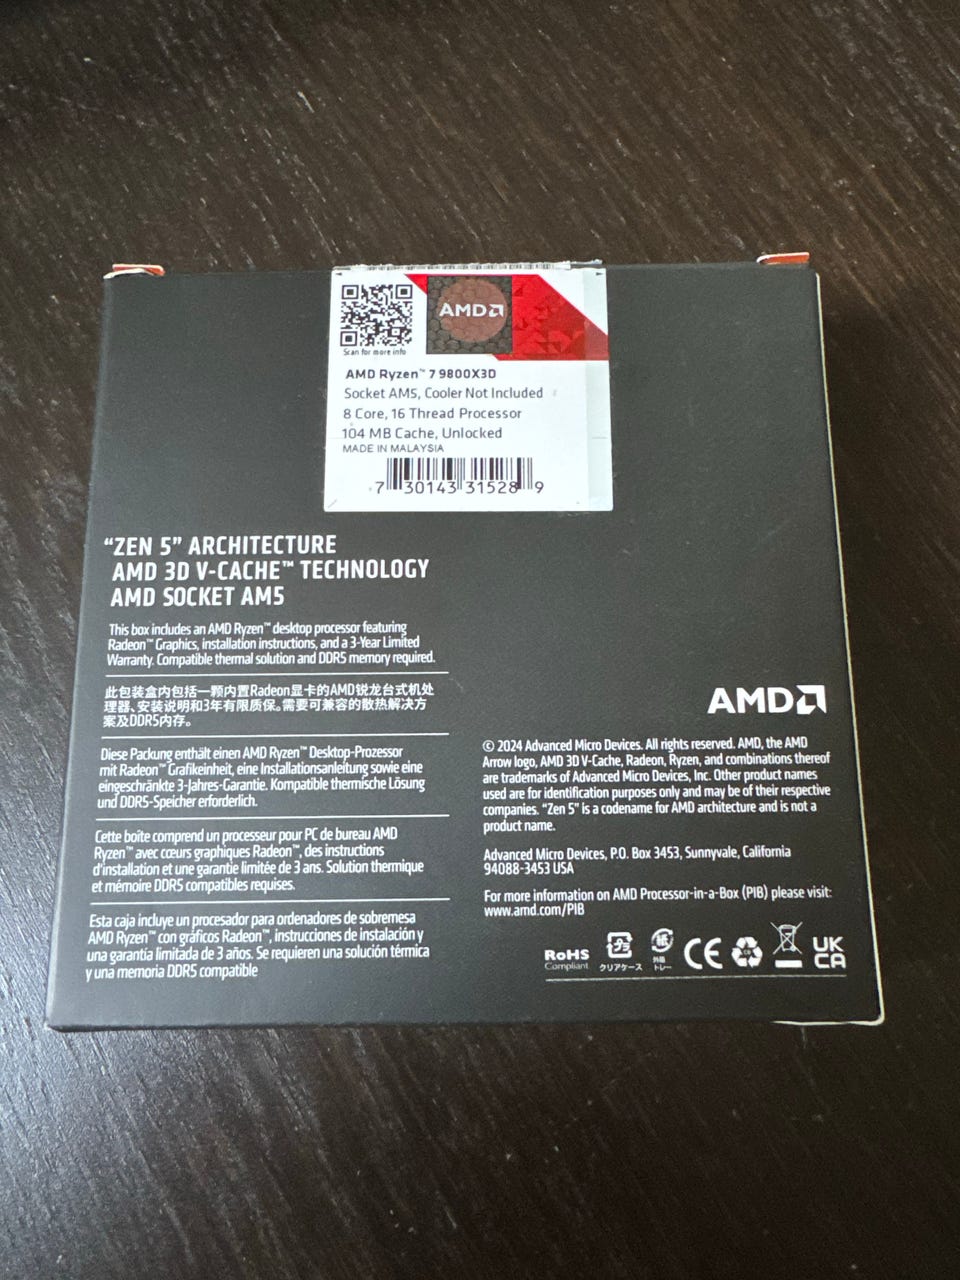 AMD
Scan for more info
AMD Ryzen™ 7 9800X3D
Socket AM5, Cooler Not Included
8 Core, 16 Thread Processor
104 MB Cache, Unlocked
MADE IN MALAYSIA
7 30143 31528 9
“ZEN 5” ARCHITECTURE
AMD 3D V-CACHE™ TECHNOLOGY
AMD SOCKET AM5
This box includes an AMD Ryzen™ desktop processor featuring
Radeon™ Graphics, installation instructions, and a 3-Year Limited
Warranty. Compatible thermal solution and DDR5 memory required.
此包装盒内包括一颗内置Radeon显卡的AMD锐龙台式机处
理器、安装说明和3年有限质保。需要可兼容的散热解决方
案及DDR5内存。
Diese Packung enthält einen AMD Ryzen™ Desktop-Prozessor
mit Radeon™ Grafikeinheit, eine Installationsanleitung sowie eine
eingeschränkte 3-Jahres-Garantie. Kompatible thermische Lösung
und DDR5-Speicher erforderlich.
Cette boîte comprend un processeur pour PC de bureau AMD
Ryzen™ avec cœurs graphiques Radeon™, des instructions
d'installation et une garantie limitée de 3 ans. Solution thermique
et mémoire DDR5 compatibles requises.
Esta caja incluye un procesador para ordenadores de sobremesa
AMD Ryzen™ con gráficos Radeon™, instrucciones de instalación y
una garantía limitada de 3 años. Se requieren una solución térmica
y una memoria DDR5 compatible
AMD
© 2024 Advanced Micro Devices. All rights reserved. AMD, the AMD
Arrow logo, AMD 3D V-Cache, Radeon, Ryzen, and combinations thereof
are trademarks of Advanced Micro Devices, Inc. Other product names
used are for identification purposes only and may be of their respective
companies. “Zen 5” is a codename for AMD architecture and is not a
product name.
Advanced Micro Devices, P.O. Box 3453, Sunnyvale, California
94088-3453 USA
For more information on AMD Processor-in-a-Box (PIB) please visit:
www.amd.com/PIB
RoHS
Compliant
プラ
クリアケース
紙
外箱
トレー
CE
UK
CA